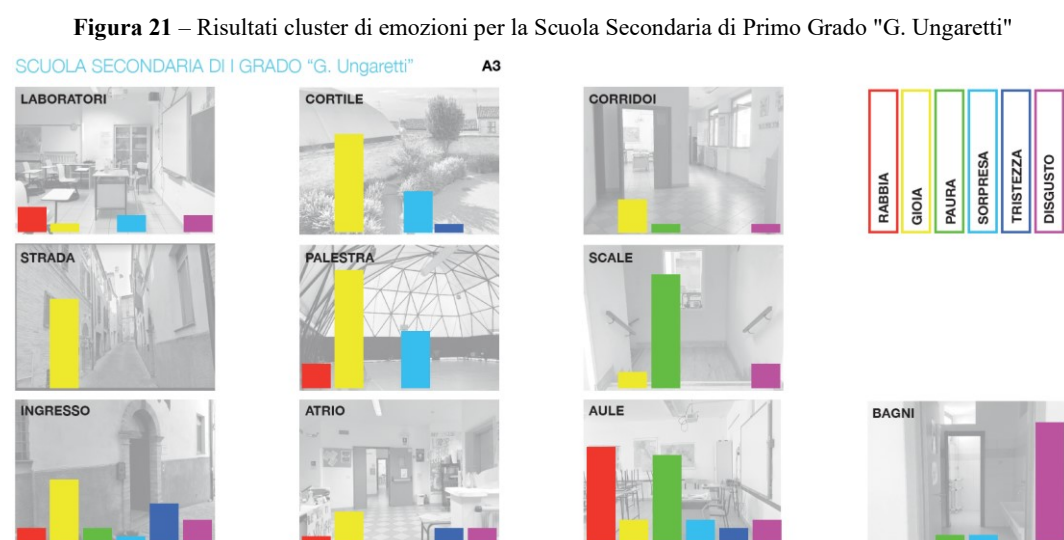 Figura 21 – Risultati cluster di emozioni per la Scuola Secondaria di Primo Grado "G. Ungaretti"
SCUOLA SECONDARIA DI I GRADO “G. Ungaretti” A3
LABORATORI
CORTILE
CORRIDOI
RABBIA
GIOIA
PAURA
SORPRESA
TRISTEZZA
DISGUSTO
STRADA
PALESTRA
SCALE
INGRESSO
ATRIO
AULE
BAGNI